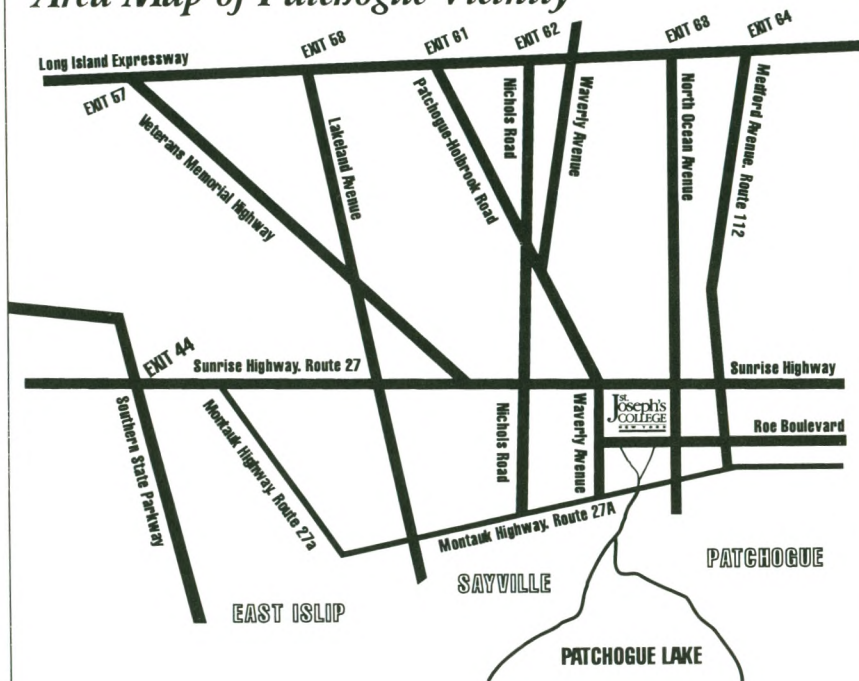 Area Map of Patchogue Vicinity
Long Island Expressway
EXIT 57
EXIT 58
EXIT 61
EXIT 62
EXIT 63
EXIT 64
Veterans Memorial Highway
Lakeland Avenue
Patchogue-Holbrook Road
Nichols Road
Waverly Avenue
North Ocean Avenue
Medford Avenue. Route 112
EXIT 44
Sunrise Highway. Route 27
Sunrise Highway
Southern State Parkway
Montauk Highway. Route 27a
Nichols Road
Waverly Avenue
St.
Joseph's
COLLEGE
NEW YORK
Roe Boulevard
Montauk Highway. Route 27A
EAST ISLIP
SAYVILLE
PATCHOGUE
PATCHOGUE LAKE